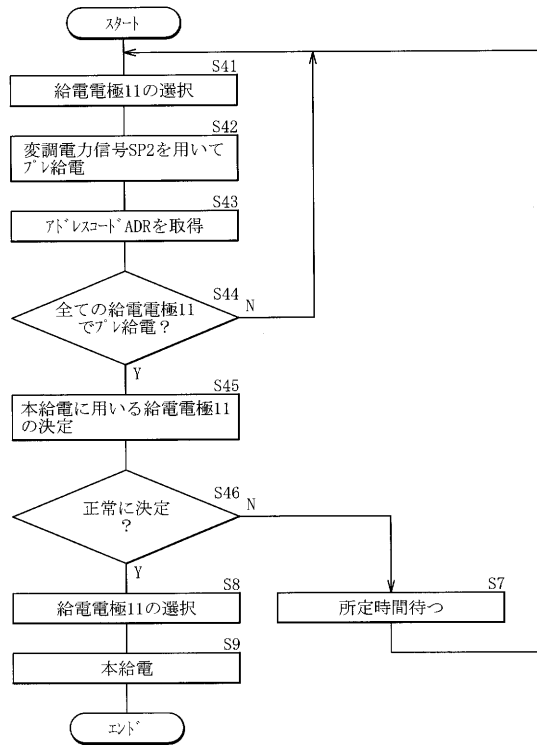 スタート
S41
給電電極11の選択
S42
変調電力信号SP2を用いて
プレ給電
S43
アドレスコードADRを取得
S44
全ての給電電極11
でプレ給電?
N
Y
S45
本給電に用いる給電電極11
の決定
S46
正常に決定
?
N
Y
S8
給電電極11の選択
S7
所定時間待つ
S9
本給電
エンド